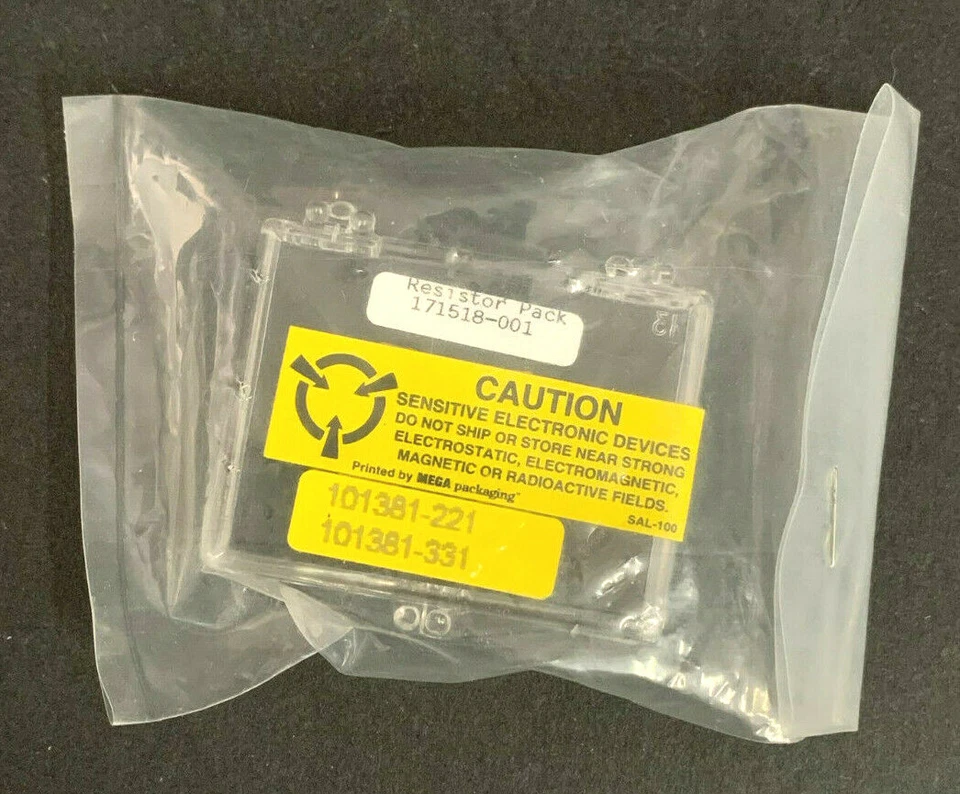 Resistor Pack
171518-001
CAUTION
SENSITIVE ELECTRONIC DEVICES
DO NOT SHIP OR STORE NEAR STRONG
ELECTROSTATIC, ELECTROMAGNETIC,
MAGNETIC OR RADIOACTIVE FIELDS.
Printed by MEGA packaging™
SAL-100
101381-221
101381-331